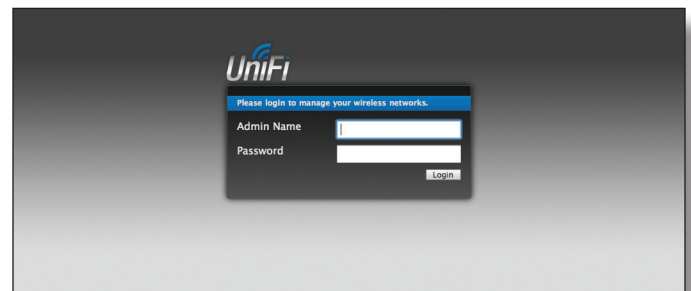 UniFi
Please login to manage your wireless networks.
Admin Name
Password
Login